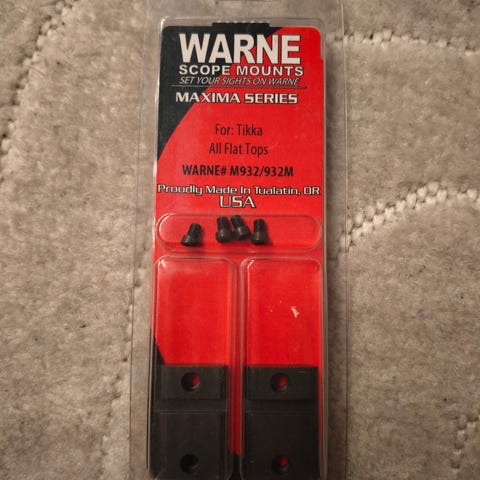 WARNE
SCOPE MOUNTS
SET YOUR SIGHTS ON WARNE
MAXIMA SERIES
For: Tikka
All Flat Tops
WARNE# M932/932M
Proudly Made In Tualatin, OR
USA